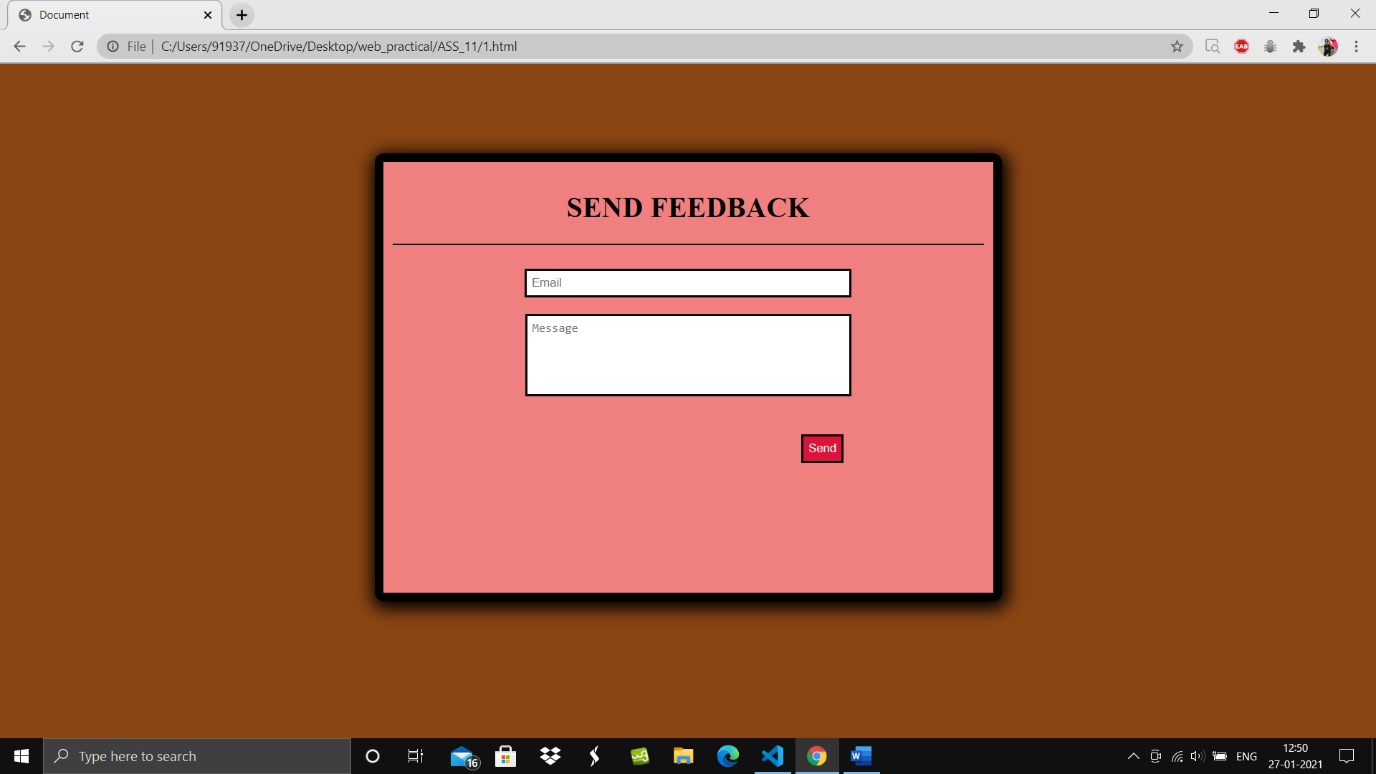 Document
File | C:/Users/91937/OneDrive/Desktop/web_practical/ASS_11/1.html
EAB
SEND FEEDBACK
Email
Message
Send
Type here to search
16
ENG
12:50
27-01-2021